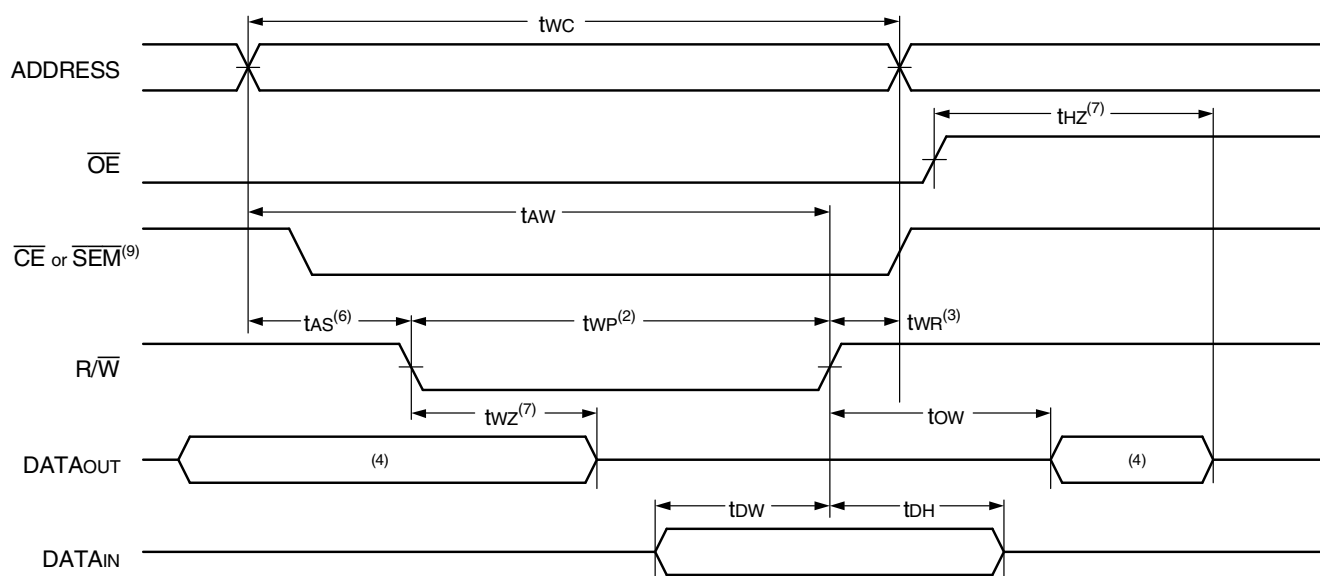 tWC
ADDRESS
tHZ(7)
OE
tAW
CE or SEM(9)
tAS(6) tWP(2) tWR(3)
R/W
tWZ(7) tOW
DATAOUT (4) (4)
tDW tDH
DATAIN